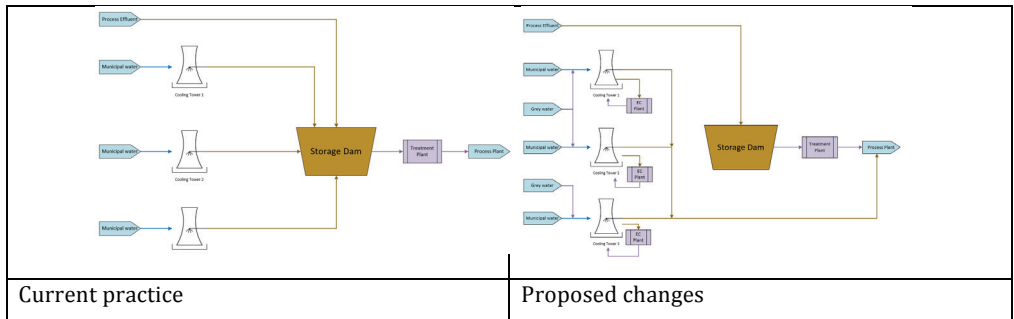 Process Effluent
Municipal water
Cooling Tower 1
Municipal water
Cooling Tower 2
Storage Dam
Treatment
Plant
Process Plant
Municipal water
Cooling Tower 3
Process Effluent
Municipal water
Cooling Tower 1
EC
Plant
Grey water
Municipal water
Cooling Tower 2
EC
Plant
Storage Dam
Treatment
Plant
Process Plant
Grey water
Municipal water
Cooling Tower 3
EC
Plant
Current practice
Proposed changes